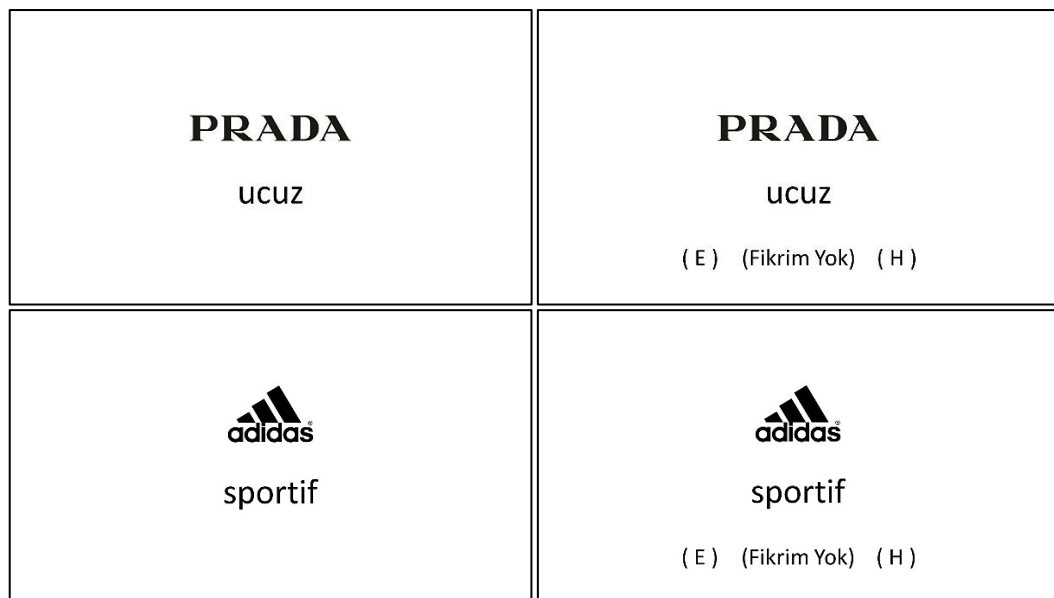 PRADA
ucuz
PRADA
ucuz
( E ) (Fikrim Yok) ( H )
adidas®
sportif
adidas®
sportif
( E ) (Fikrim Yok) ( H )